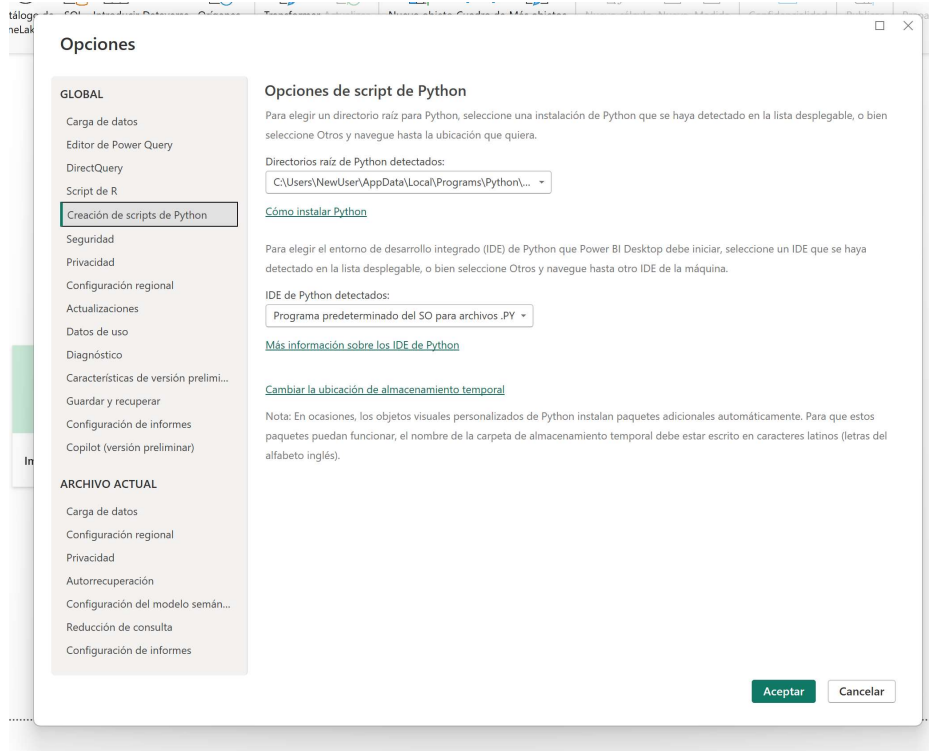 Opciones
GLOBAL
Carga de datos
Editor de Power Query
DirectQuery
Script de R
Creación de scripts de Python
Seguridad
Privacidad
Configuración regional
Actualizaciones
Datos de uso
Diagnóstico
Características de versión prelimi...
Guardar y recuperar
Configuración de informes
Copilot (versión preliminar)
ARCHIVO ACTUAL
Carga de datos
Configuración regional
Privacidad
Autorrecuperación
Configuración del modelo semán...
Reducción de consulta
Configuración de informes
Opciones de script de Python
Para elegir un directorio raíz para Python, seleccione una instalación de Python que se haya detectado en la lista desplegable, o bien
seleccione Otros y navegue hasta la ubicación que quiera.
Directorios raíz de Python detectados:
C:\Users\NewUser\AppData\Local\Programs\Python\...
Cómo instalar Python
Para elegir el entorno de desarrollo integrado (IDE) de Python que Power BI Desktop debe iniciar, seleccione un IDE que se haya
detectado en la lista desplegable, o bien seleccione Otros y navegue hasta otro IDE de la máquina.
IDE de Python detectados:
Programa predeterminado del SO para archivos .PY
Más información sobre los IDE de Python
Cambiar la ubicación de almacenamiento temporal
Nota: En ocasiones, los objetos visuales personalizados de Python instalan paquetes adicionales automáticamente. Para que estos
paquetes puedan funcionar, el nombre de la carpeta de almacenamiento temporal debe estar escrito en caracteres latinos (letras del
alfabeto inglés).
Aceptar
Cancelar